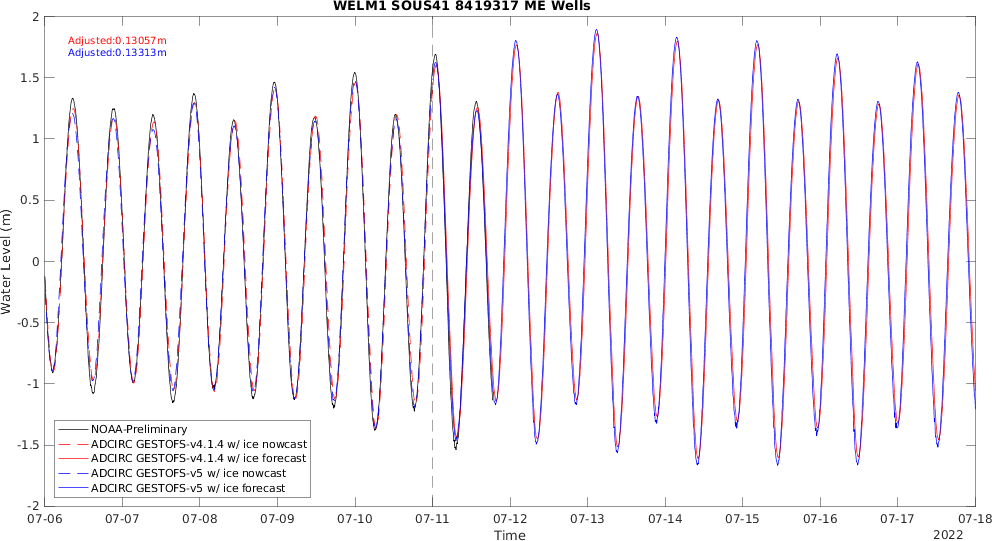 WELM1 SOUS41 8419317 ME Wells
Adjusted:0.13057m
Adjusted:0.13313m
2
1.5
1
0.5
0
-0.5
-1
-1.5
-2
Water Level (m)
NOAA-Preliminary
ADCIRC GESTOFS-v4.1.4 w/ ice nowcast
ADCIRC GESTOFS-v4.1.4 w/ ice forecast
ADCIRC GESTOFS-v5 w/ ice nowcast
ADCIRC GESTOFS-v5 w/ ice forecast
07-06 07-07 07-08 07-09 07-10 07-11 07-12 07-13 07-14 07-15 07-16 07-17 07-18
Time
2022